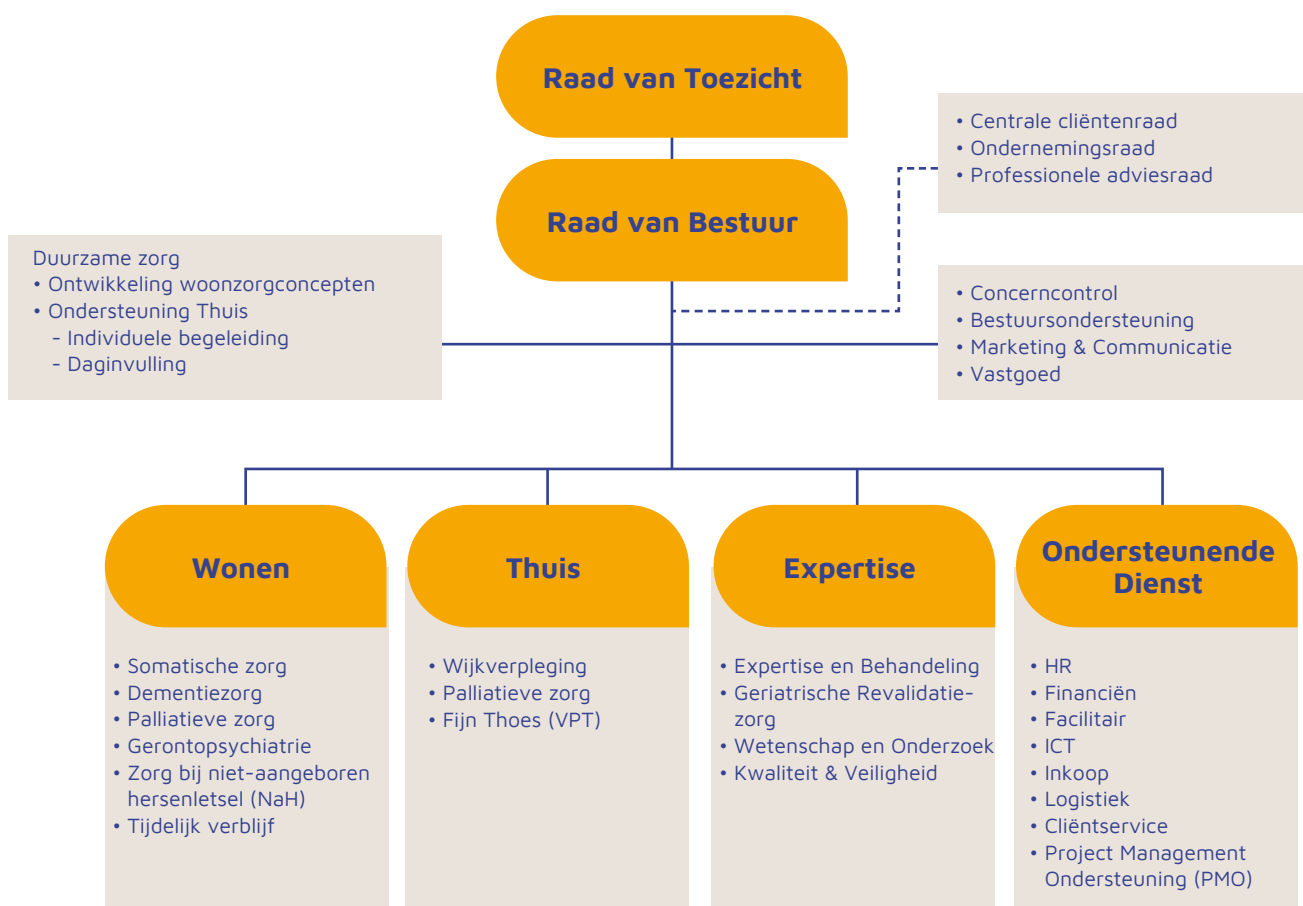 Raad van Toezicht
Raad van Bestuur
• Centrale cliëntenraad
• Ondernemingsraad
• Professionele adviesraad
Duurzame zorg
• Ontwikkeling woonzorgconcepten
• Ondersteuning Thuis
- Individuele begeleiding
- Daginvulling
• Concerncontrol
• Bestuursondersteuning
• Marketing & Communicatie
• Vastgoed
Wonen
• Somatische zorg
• Dementiezorg
• Palliatieve zorg
• Gerontopsychiatrie
• Zorg bij niet-aangeboren
hersenletsel (NaH)
• Tijdelijk verblijf
Thuis
• Wijkverpleging
• Palliatieve zorg
• Fijn Thoes (VPT)
Expertise
• Expertise en Behandeling
• Geriatrische Revalidatie-
zorg
• Wetenschap en Onderzoek
• Kwaliteit & Veiligheid
Ondersteunende
Dienst
• HR
• Financiën
• Facilitair
• ICT
• Inkoop
• Logistiek
• Cliëntservice
• Project Management
Ondersteuning (PMO)